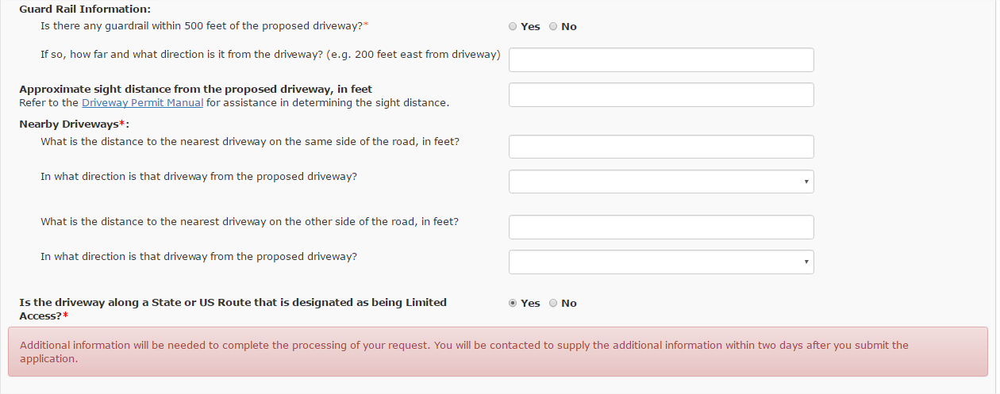 Guard Rail Information:
Is there any guardrail within 500 feet of the proposed driveway?*
Yes No
If so, how far and what direction is it from the driveway? (e.g. 200 feet east from driveway)
Approximate sight distance from the proposed driveway, in feet
Refer to the Driveway Permit Manual for assistance in determining the sight distance.
Nearby Driveways*:
What is the distance to the nearest driveway on the same side of the road, in feet?
In what direction is that driveway from the proposed driveway?
What is the distance to the nearest driveway on the other side of the road, in feet?
In what direction is that driveway from the proposed driveway?
Is the driveway along a State or US Route that is designated as being Limited
Access?*
Yes No
Additional information will be needed to complete the processing of your request. You will be contacted to supply the additional information within two days after you submit the
application.